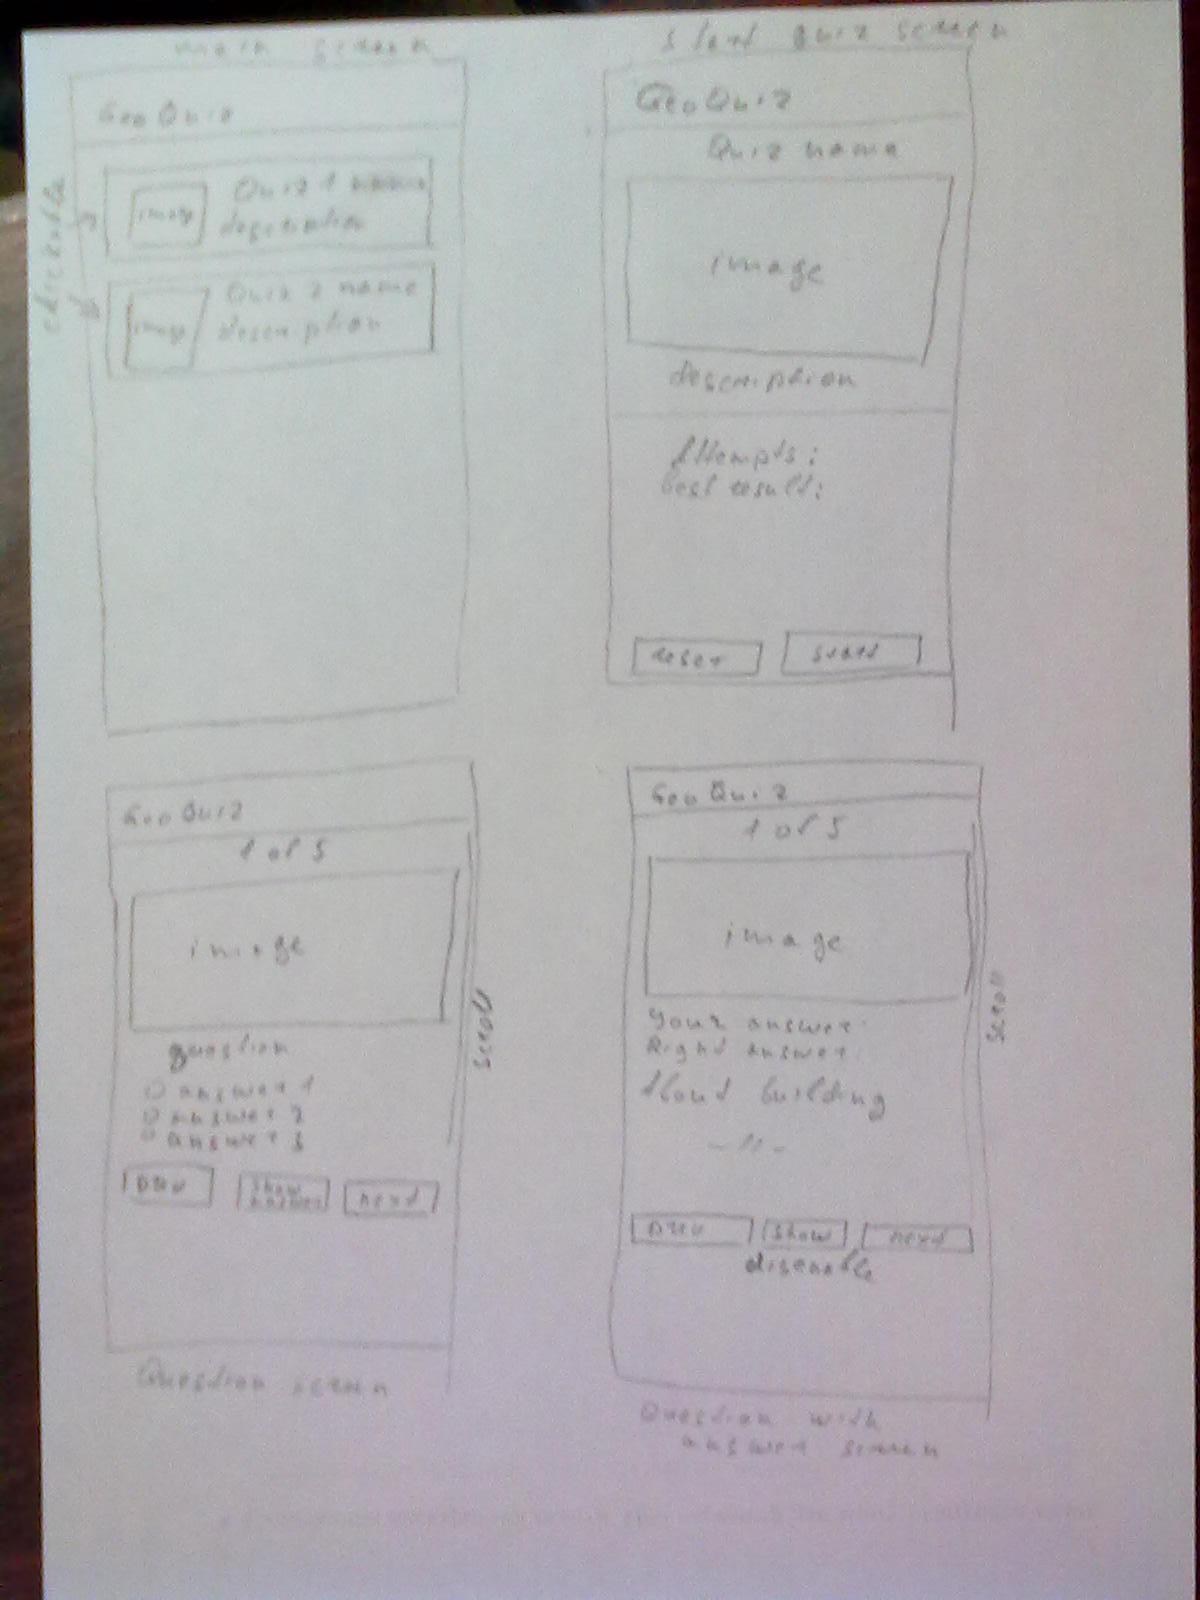 main screen
GeoQuiz
clickable
image
Quiz 1 name
description
image
Quiz 2 name
description
start quiz screen
GeoQuiz
Quiz name
image
description
Attempts:
best result:
reset
start
GeoQuiz
1 of 5
image
question
answer 1
answer 2
answer 3
prev
show
answer
next
scroll
Question screen
GeoQuiz
1 of 5
image
Your answer:
Right answer:
About building
- 11 -
prev
show
next
disenable
scroll
Question with
answer screen